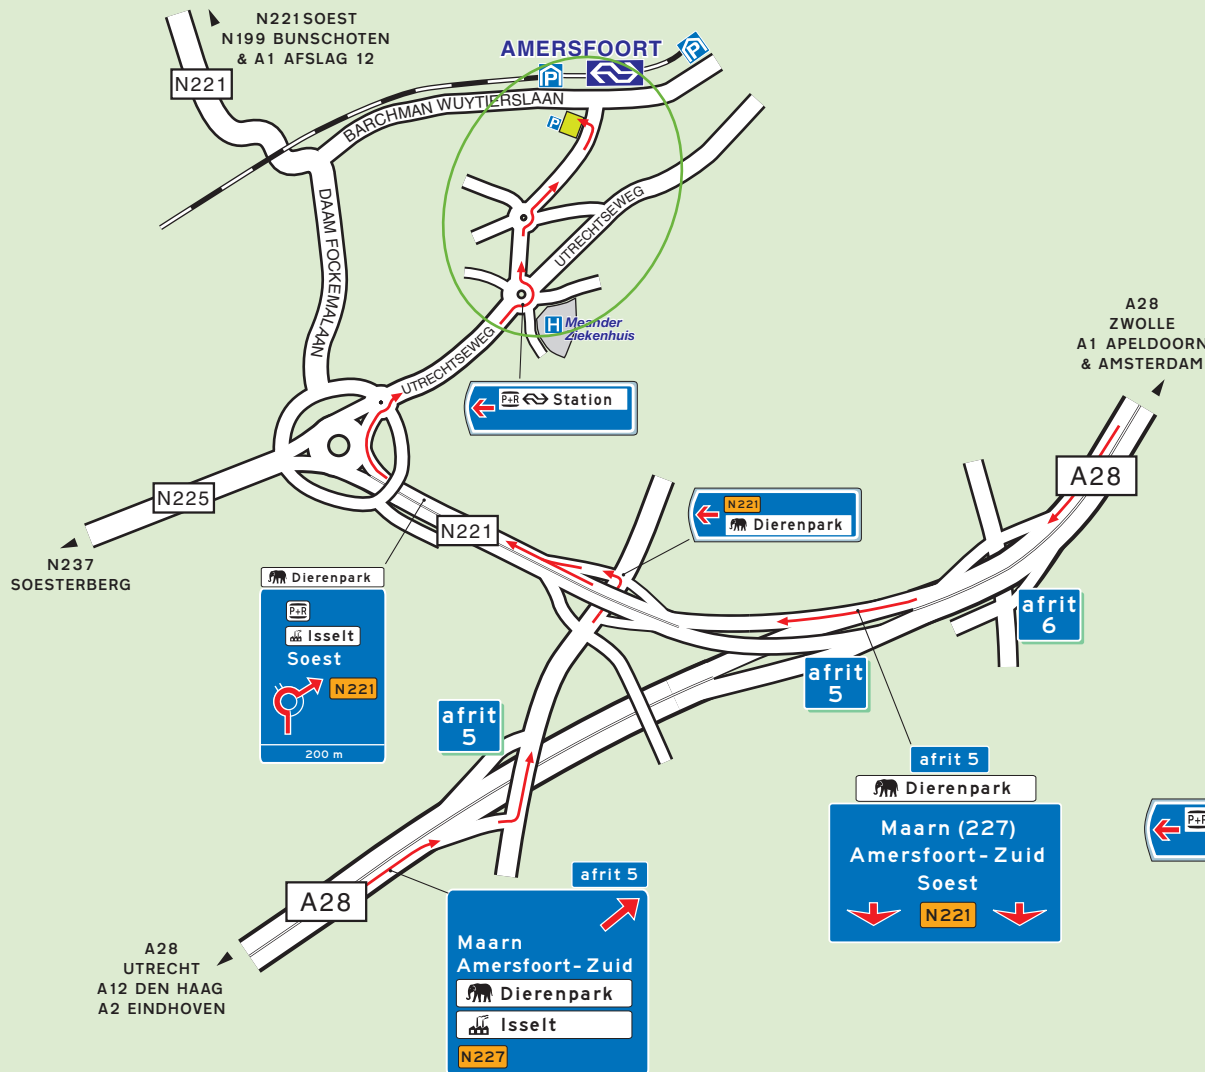 N221 SOEST
N199 BUNSCHOTEN
& A1 AFSLAG 12
N221
AMERSFOORT
P
P
P
BARCHMAN WUYTIERSLAAN
DAAM FOCKEMALAAN
UTRECHTSEWEG
UTRECHTSEWEG
H Meander
Ziekenhuis
P+R Station
A28
ZWOLLE
A1 APELDOORN
& AMSTERDAM
A28
N225
N237
SOESTERBERG
N221
N221
Dierenpark
Dierenpark
P+R
Isselt
Soest
N221
200 m
afrit
6
afrit
5
afrit
5
afrit 5
Dierenpark
Maarn (227)
Amersfoort-Zuid
Soest
N221
P+R
A28
A28
UTRECHT
A12 DEN HAAG
A2 EINDHOVEN
afrit 5
Maarn
Amersfoort-Zuid
Dierenpark
Isselt
N227